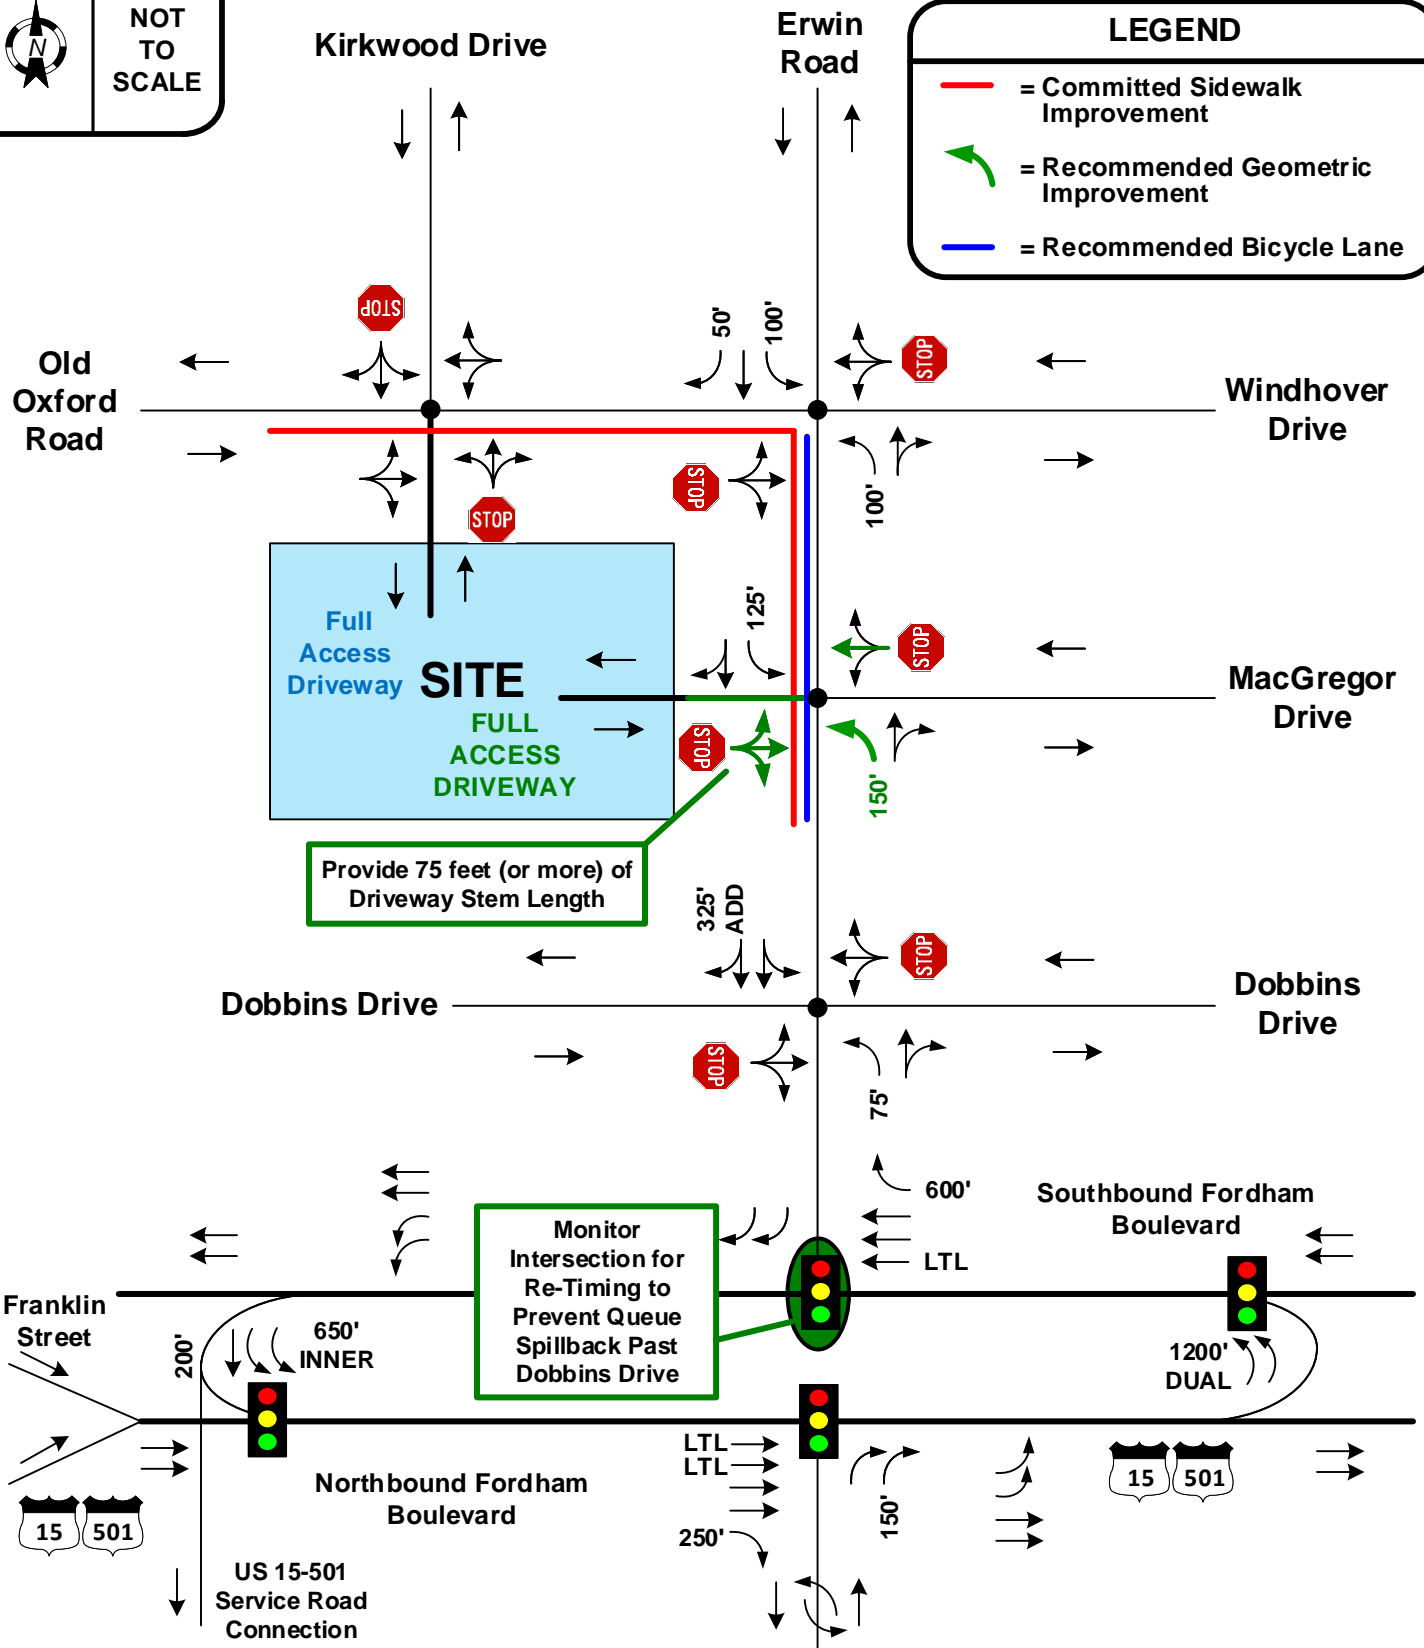 N
NOT
TO
SCALE
Kirkwood Drive
Erwin
Road
LEGEND
= Committed Sidewalk
Improvement
= Recommended Geometric
Improvement
= Recommended Bicycle Lane
STOP
50'
100'
STOP
Old
Oxford
Road
Windhover
Drive
STOP
STOP
100'
Full
Access
Driveway
SITE
FULL
ACCESS
DRIVEWAY
125'
STOP
MacGregor
Drive
STOP
150'
Provide 75 feet (or more) of
Driveway Stem Length
325'
ADD
STOP
Dobbins Drive
Dobbins
Drive
STOP
75'
600'
LTL
Southbound Fordham
Boulevard
Monitor
Intersection for
Re-Timing to
Prevent Queue
Spillback Past
Dobbins Drive
Franklin
Street
200'
650'
INNER
1200'
DUAL
LTL
LTL
250'
150'
Northbound Fordham
Boulevard
15
501
15
501
US 15-501
Service Road
Connection